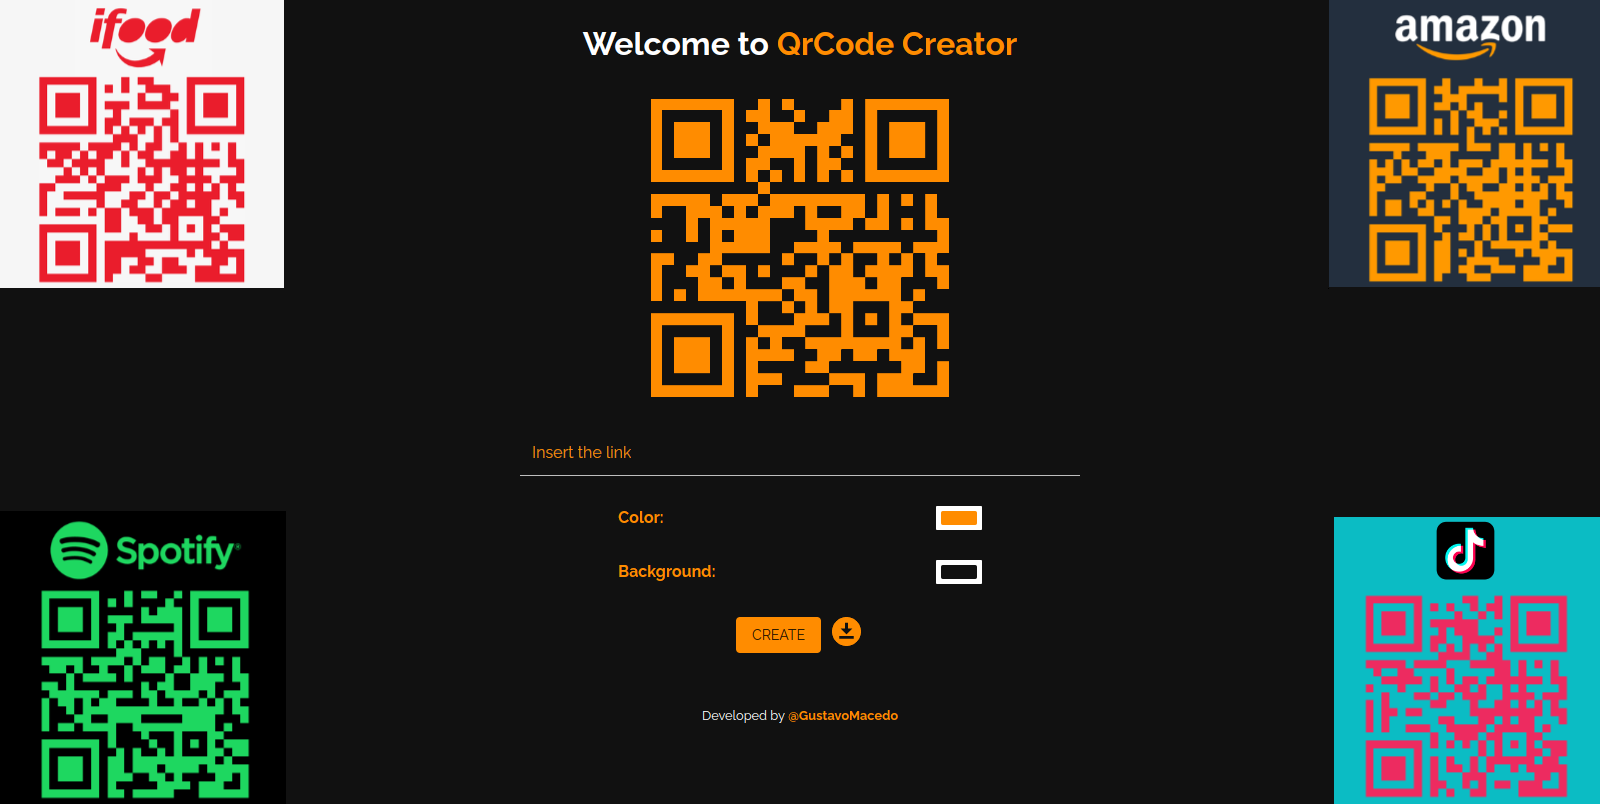 ifood
amazon
Welcome to QrCode Creator
Insert the link
Color:
Background:
Spotify®
CREATE
Developed by @GustavoMacedo